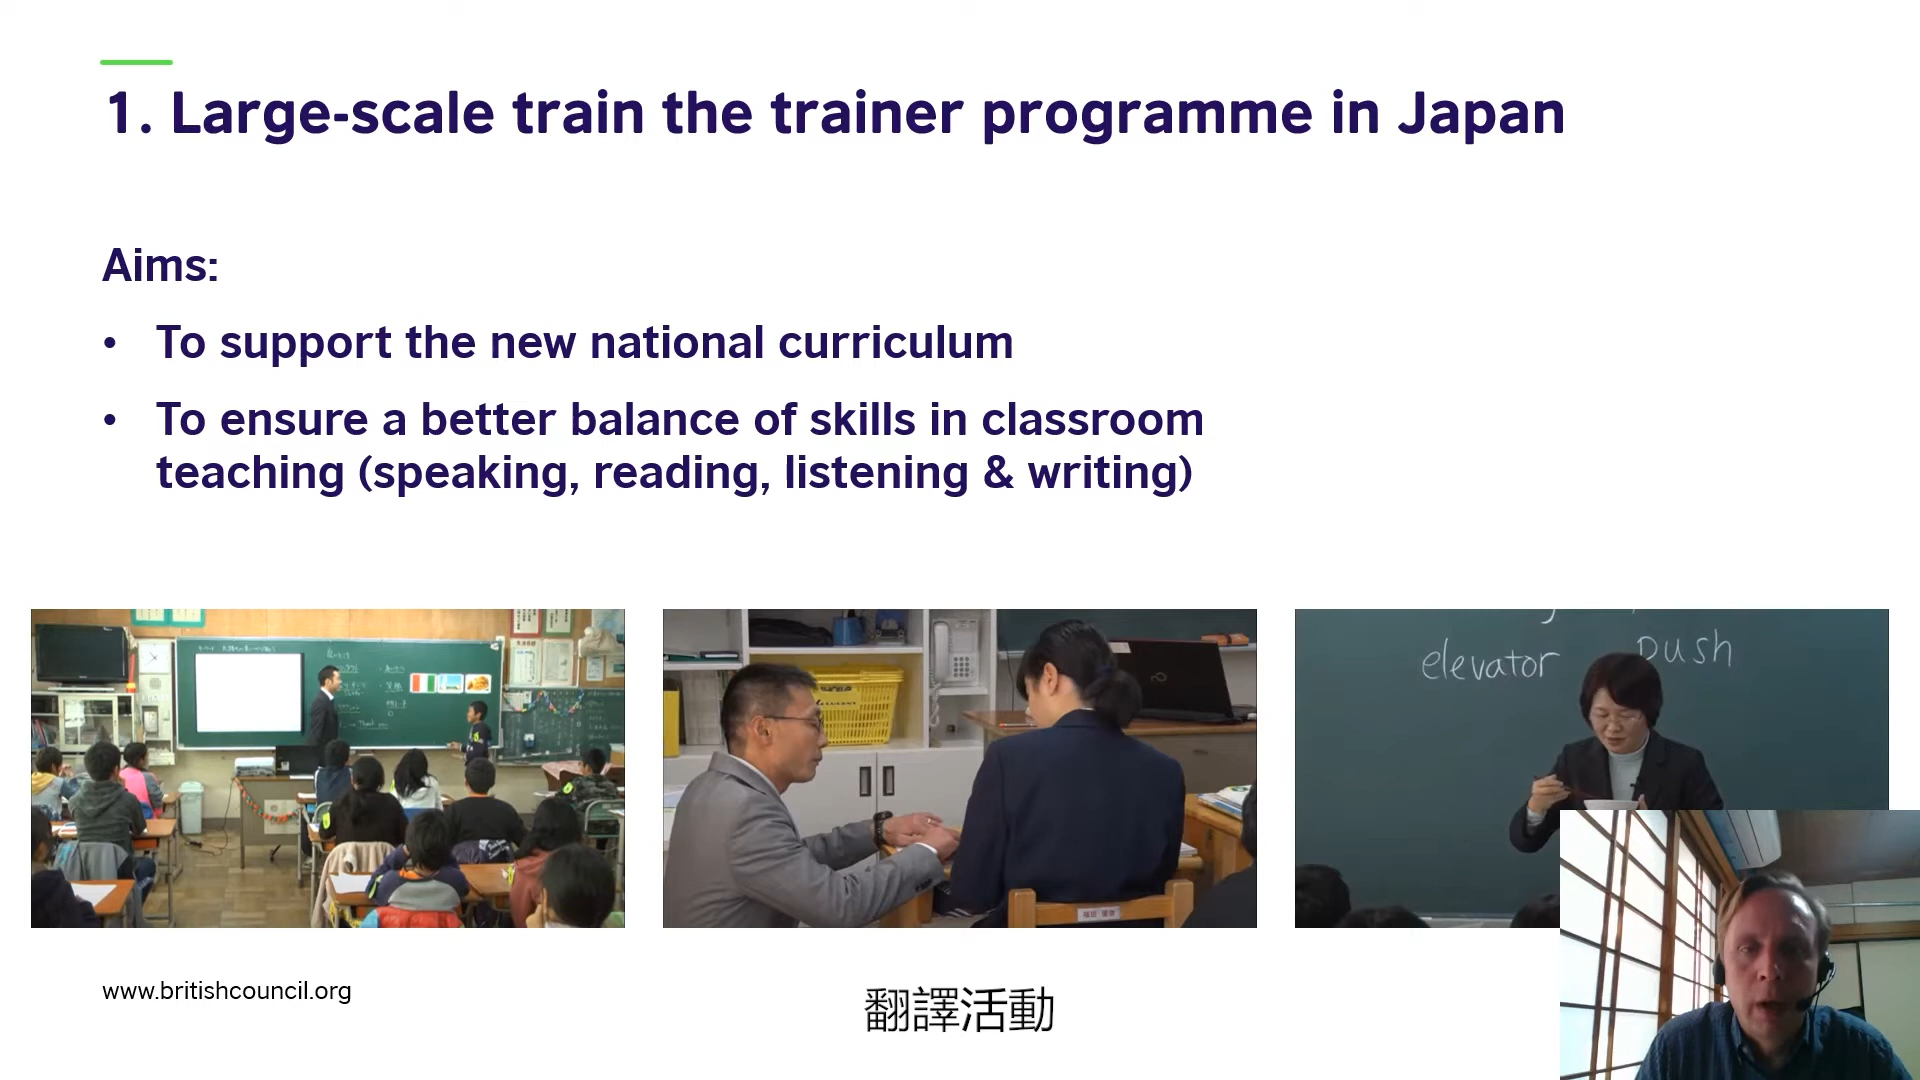 1. Large-scale train the trainer programme in Japan
Aims:
• To support the new national curriculum
• To ensure a better balance of skills in classroom
teaching (speaking, reading, listening & writing)
elevator
push
www.britishcouncil.org
翻譯活動